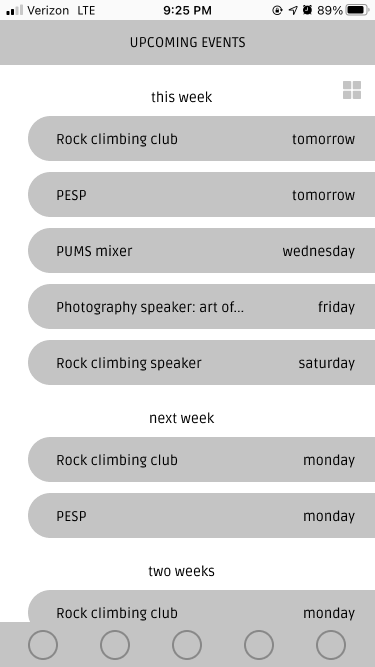 Verizon LTE 9:25 PM 89%
UPCOMING EVENTS
this week
Rock climbing club tomorrow
PESP tomorrow
PUMS mixer wednesday
Photography speaker: art of... friday
Rock climbing speaker saturday
next week
Rock climbing club monday
PESP monday
two weeks
Rock climbing club monday